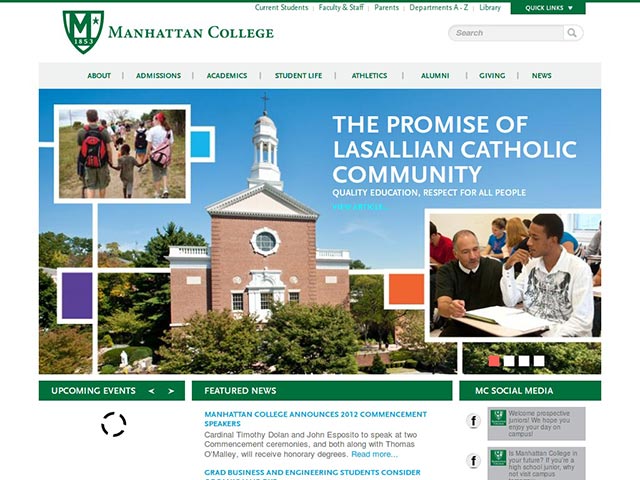 Current Students | Faculty & Staff | Parents | Departments A - Z | Library
QUICK LINKS
M
1853
MANHATTAN COLLEGE
Search
ABOUT | ADMISSIONS | ACADEMICS | STUDENT LIFE | ATHLETICS | ALUMNI | GIVING | NEWS
THE PROMISE OF
LASALLIAN CATHOLIC
COMMUNITY
QUALITY EDUCATION, RESPECT FOR ALL PEOPLE
VIEW ARTICLE
UPCOMING EVENTS
FEATURED NEWS
MANHATTAN COLLEGE ANNOUNCES 2012 COMMENCEMENT
SPEAKERS
Cardinal Timothy Dolan and John Esposito to speak at two
Commencement ceremonies, and both along with Thomas
O'Malley, will receive honorary degrees. Read more...
GRAD BUSINESS AND ENGINEERING STUDENTS CONSIDER
MC SOCIAL MEDIA
Welcome prospective
juniors! We hope you
enjoy your day on
campus!
Is Manhattan College in
your future? If you're a
high school junior, why
not visit campus